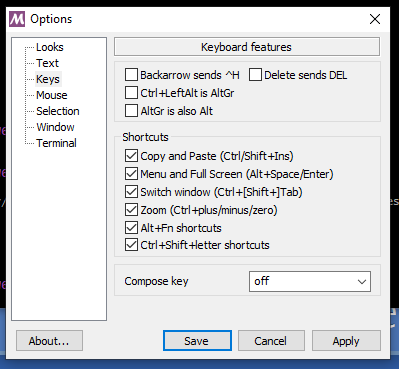 Options
Looks
Text
Keys
Mouse
Selection
Window
Terminal
Keyboard features
Backarrow sends ^H
Delete sends DEL
Ctrl+LeftAlt is AltGr
AltGr is also Alt
Shortcuts
Copy and Paste (Ctrl/Shift+Ins)
Menu and Full Screen (Alt+Space/Enter)
Switch window (Ctrl+[Shift+]Tab)
Zoom (Ctrl+plus/minus/zero)
Alt+Fn shortcuts
Ctrl+Shift+letter shortcuts
Compose key
off
About...
Save
Cancel
Apply